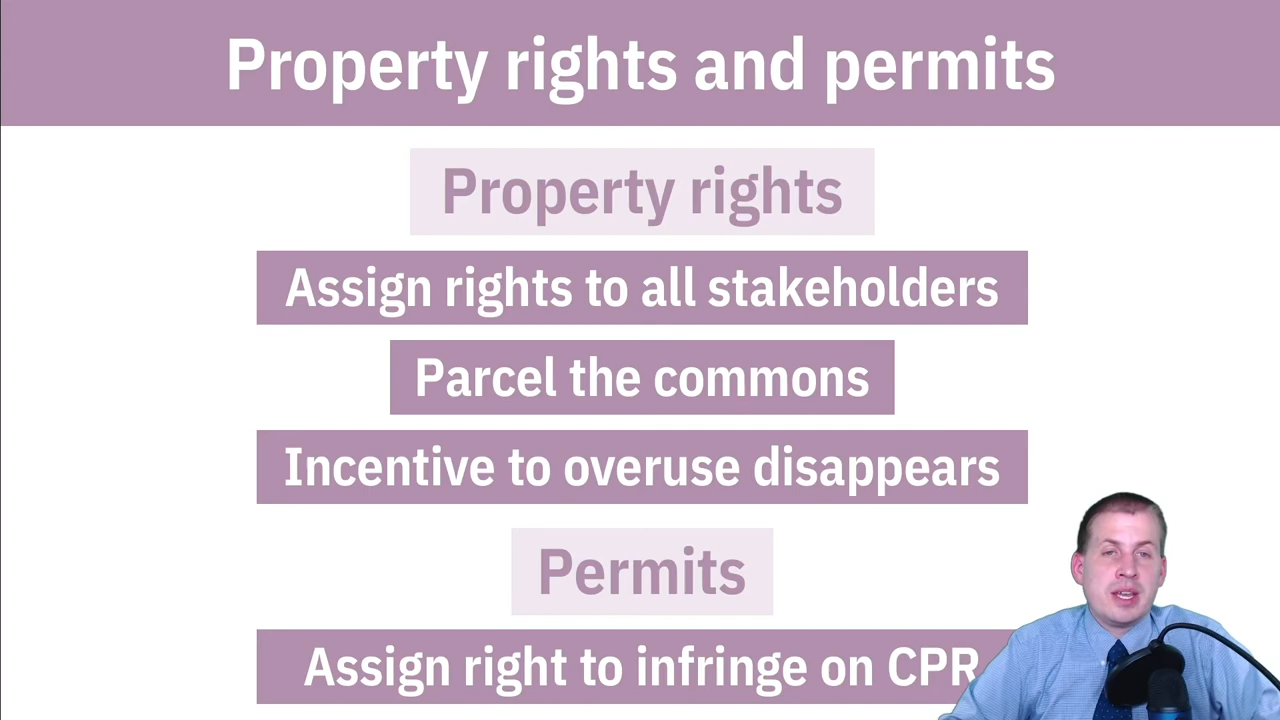 Property rights and permits
Property rights
Assign rights to all stakeholders
Parcel the commons
Incentive to overuse disappears
Permits
Assign right to infringe on CPR